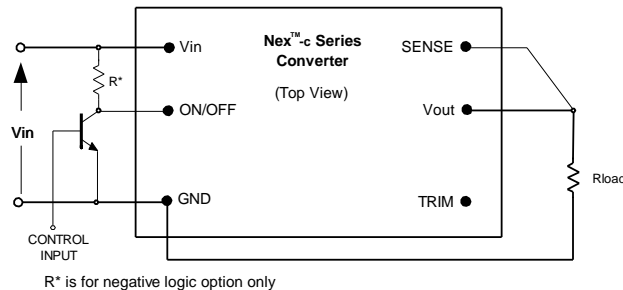 Nex™-c Series
Converter
(Top View)
Vin
SENSE
R*
ON/OFF
Vout
Vin
Rload
GND
TRIM
CONTROL
INPUT
R* is for negative logic option only